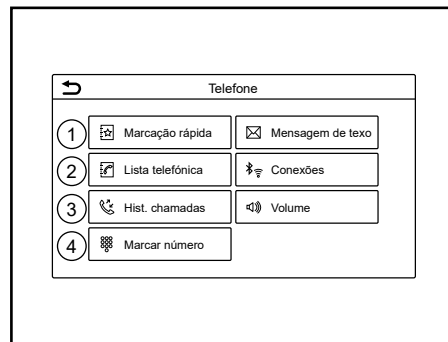 Telefone
1 Marcação rápida Mensagem de texo
2 Lista telefónica Conexões
3 Hist. chamadas Volume
4 Marcar número